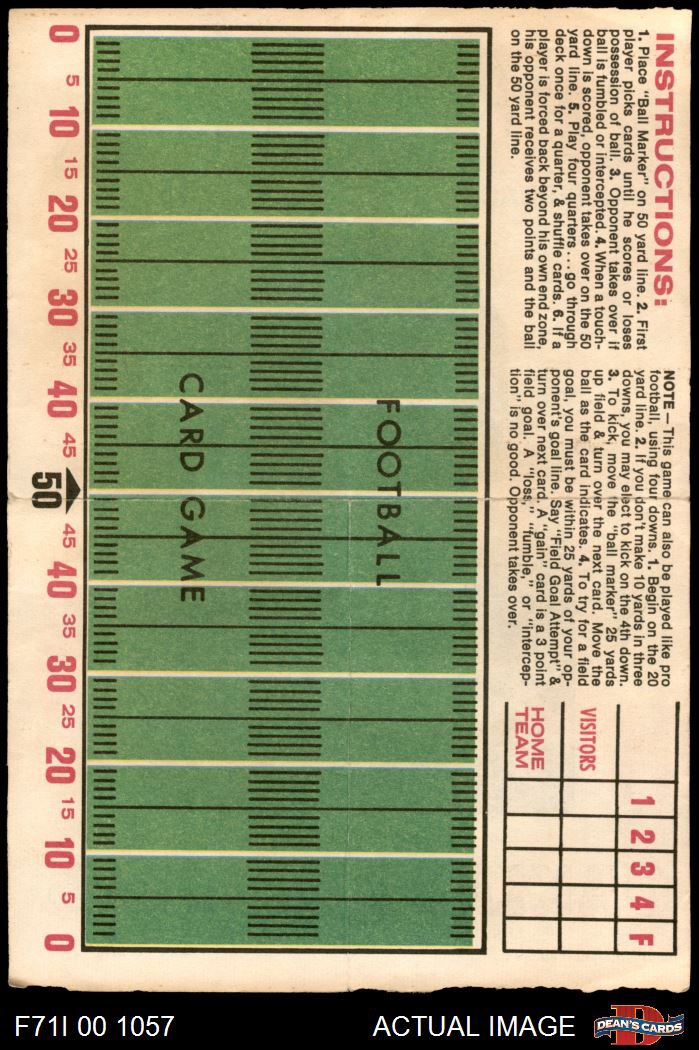 INSTRUCTIONS:
1. Place "Ball Marker" on 50 yard line. 2. First
player picks cards until he scores or loses
possession of ball. 3. Opponent takes over if
ball is fumbled or intercepted. 4. When a touch-
down is scored, opponent takes over on the 50
yard line. 5. Play four quarters... go through
deck once for a quarter, & shuffle cards. 6. If a
player is forced back beyond his own end zone,
his opponent receives two points and the ball
on the 50 yard line.
NOTE — This game can also be played like pro
football, using four downs. 1. Begin on the 20
yard line. 2. If you don't make 10 yards in three
downs, you may elect to kick on the 4th down.
3. To kick, move the "ball marker" 25 yards
up field & turn over the next card. Move the
ball as the card indicates. 4. To try for a field
goal, you must be within 25 yards of your op-
ponent's goal line. Say "Field Goal Attempt" &
turn over next card. A "gain" card is a 3 point
field goal. A "loss," "fumble," or "intercep-
tion" is no good. Opponent takes over.
1 2 3 4 F
VISITORS
HOME
TEAM
FOOTBALL
CARD GAME
0 5 10 15 20 25 30 35 40 45 50 45 40 35 30 25 20 15 10 5 0
F71I 00 1057
ACTUAL IMAGE
D
DEAN'S CARDS